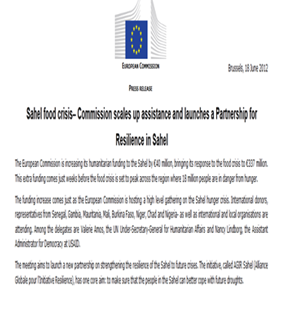 EUROPEAN COMMISSION
Brussels, 18 June 2012
PRESS RELEASE
Sahel food crisis– Commission scales up assistance and launches a Partnership for
Resilience in Sahel
The European Commission is increasing its humanitarian funding to the Sahel by €40 million, bringing its response to the food crisis to €337 million.
This extra funding comes just weeks before the food crisis is set to peak across the region where 18 million people are in danger from hunger.
The funding increase comes just as the European Commission is hosting a high level gathering on the Sahel hunger crisis. International donors,
representatives from Senegal, Gambia, Mauritania, Mali, Burkina Faso, Niger, Chad and Nigeria- as well as international and local organisations are
attending. Among the delegates are Valerie Amos, the UN Under-Secretary-General for Humanitarian Affairs and Nancy Lindborg, the Assistant
Administrator for Democracy at USAID.
The meeting aims to launch a new partnership on strengthening the resilience of the Sahel to future crises. The initiative, called AGIR Sahel (Alliance
Globale pour l'Initiative Resilience), has one core aim: to make sure that the people in the Sahel can better cope with future droughts.